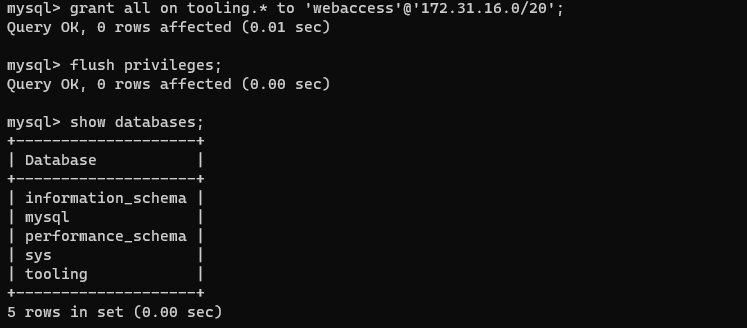 mysql> grant all on tooling.* to 'webaccess'@'172.31.16.0/20';
Query OK, 0 rows affected (0.01 sec)

mysql> flush privileges;
Query OK, 0 rows affected (0.00 sec)

mysql> show databases;
+--------------------+
| Database           |
+--------------------+
| information_schema |
| mysql              |
| performance_schema |
| sys                |
| tooling            |
+--------------------+
5 rows in set (0.00 sec)